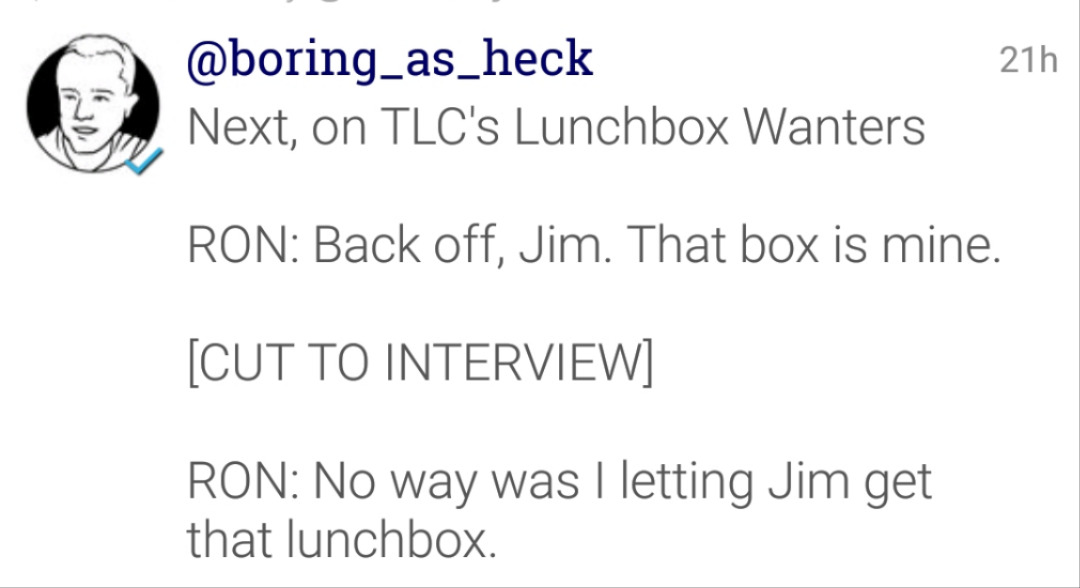 @boring_as_heck 21h
Next, on TLC's Lunchbox Wanters
RON: Back off, Jim. That box is mine.
[CUT TO INTERVIEW]
RON: No way was I letting Jim get
that lunchbox.